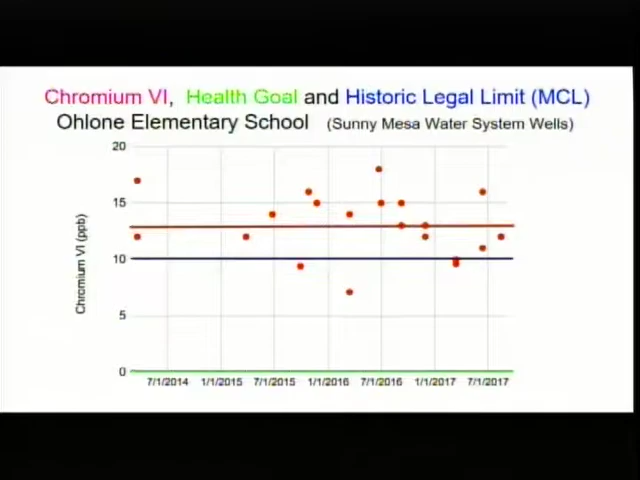 Chromium VI, Health Goal and Historic Legal Limit (MCL)
Ohlone Elementary School (Sunny Mesa Water System Wells)
20
15
10
5
0
Chromium VI (ppb)
7/1/2014 1/1/2015 7/1/2015 1/1/2016 7/1/2016 1/1/2017 7/1/2017